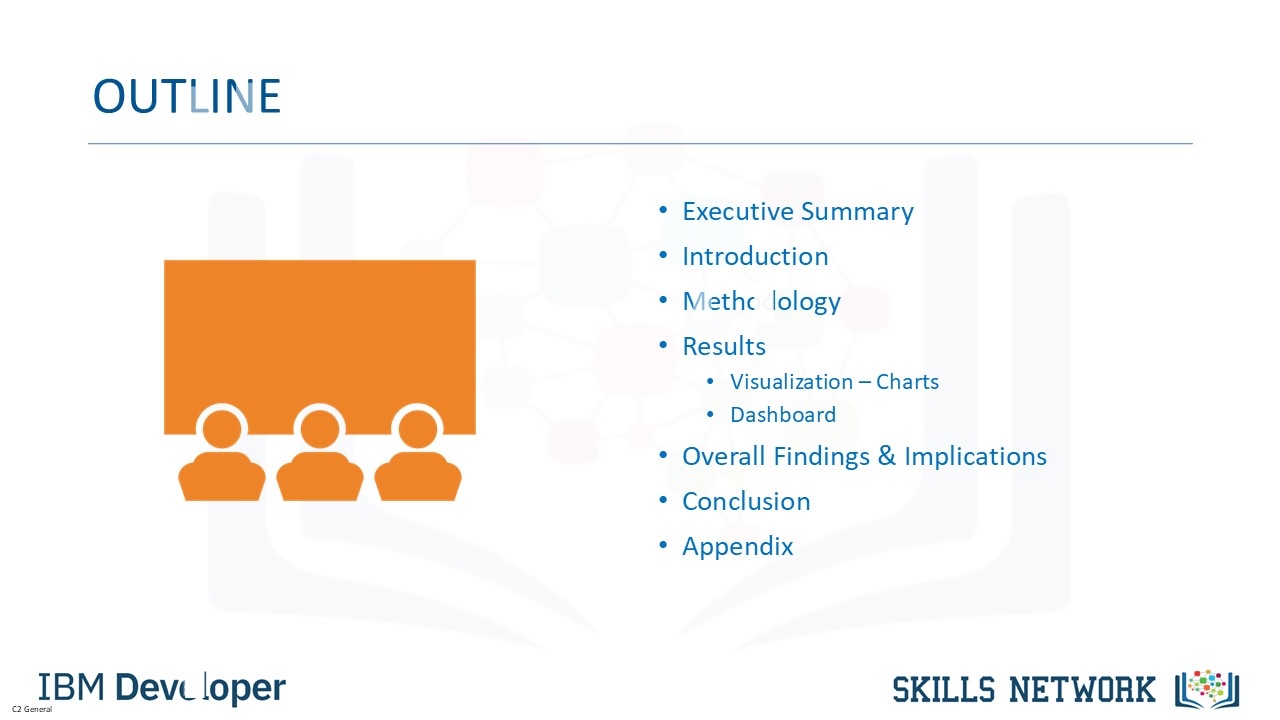 OUTLINE
• Executive Summary
• Introduction
• Methodology
• Results
• Visualization – Charts
• Dashboard
• Overall Findings & Implications
• Conclusion
• Appendix
IBM Developer
SKILLS NETWORK
C2 General